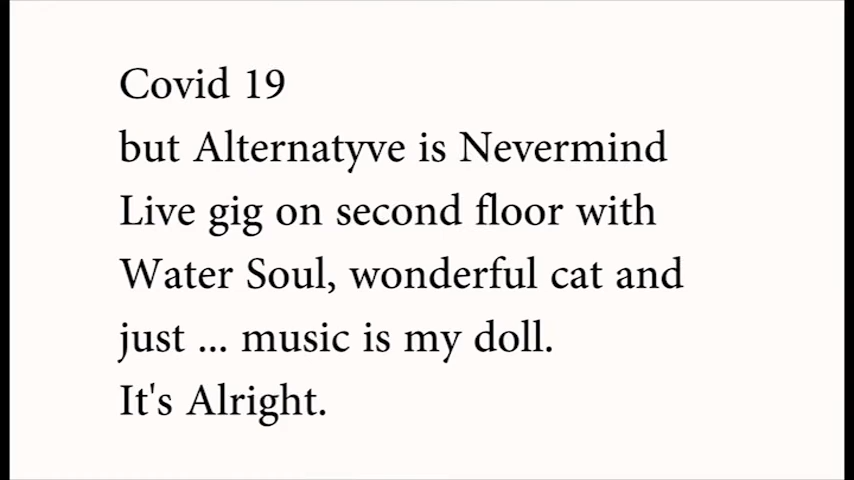 Covid 19
but Alternatyve is Nevermind
Live gig on second floor with
Water Soul, wonderful cat and
just ... music is my doll.
It's Alright.